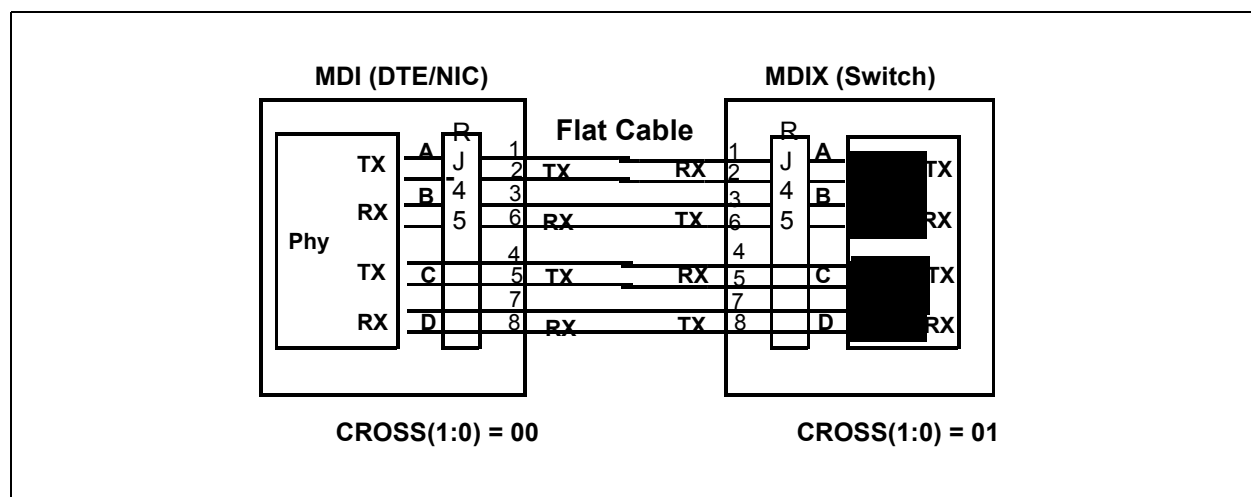 MDI (DTE/NIC) MDIX (Switch)
Flat Cable
R R
A 1 1 A
TX J TX RX J TX
2 2
B 4 3 3 4 B
RX 5 6 RX TX 6 5 RX
Phy
4 4
TX C 5 TX RX 5 C TX
7 7
RX D 8 RX TX 8 D RX
CROSS(1:0) = 00 CROSS(1:0) = 01